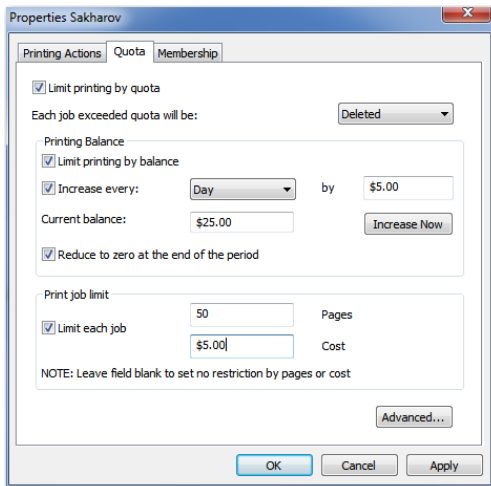 Properties Sakharov
Printing Actions Quota Membership
Limit printing by quota
Each job exceeded quota will be: Deleted
Printing Balance
Limit printing by balance
Increase every: Day by $5.00
Current balance: $25.00 Increase Now
Reduce to zero at the end of the period
Print job limit
50 Pages
Limit each job
$5.00 Cost
NOTE: Leave field blank to set no restriction by pages or cost
Advanced...
OK Cancel Apply